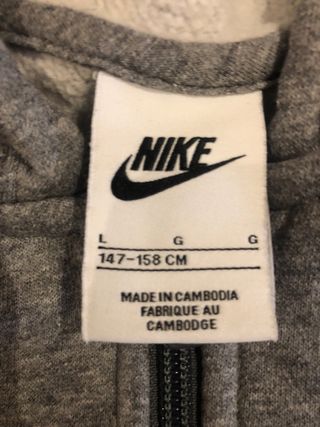 NIKE
L G G
147-158 CM
MADE IN CAMBODIA
FABRIQUE AU
CAMBODGE